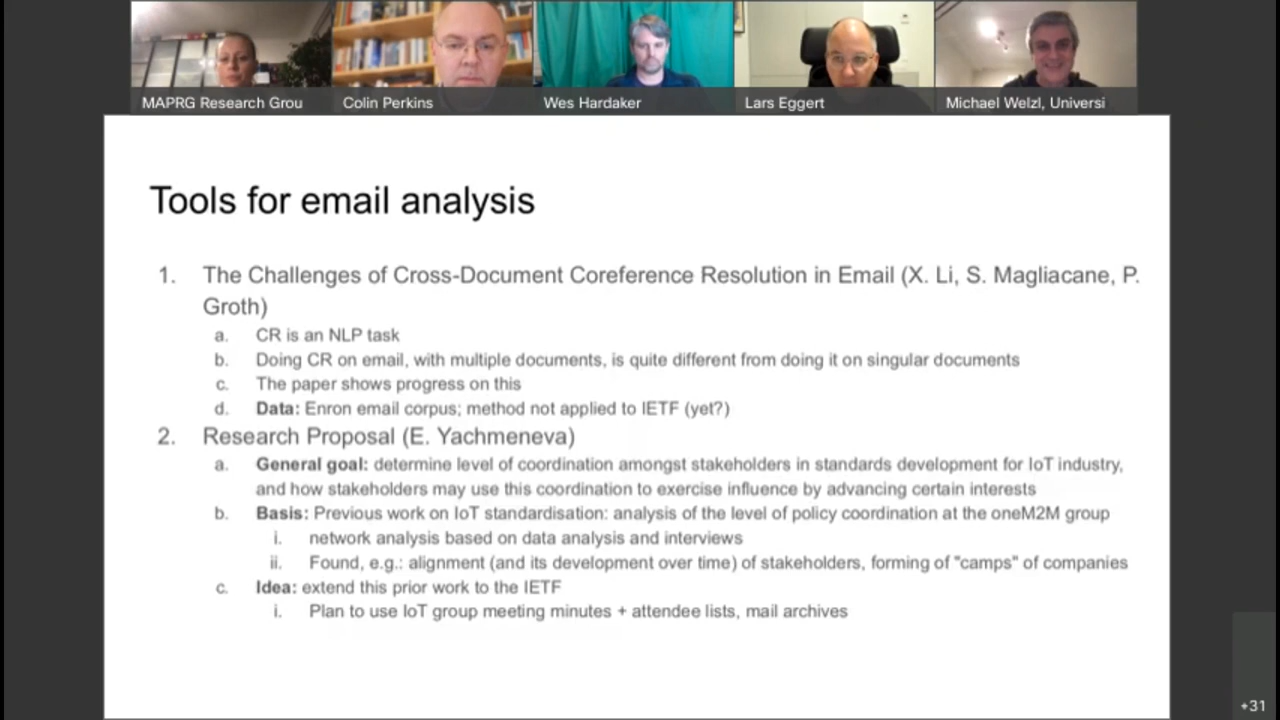 MAPRG Research Grou
Colin Perkins
Wes Hardaker
Lars Eggert
Michael Welzl, Universi
Tools for email analysis
1. The Challenges of Cross-Document Coreference Resolution in Email (X. Li, S. Magliacane, P.
Groth)
a. CR is an NLP task
b. Doing CR on email, with multiple documents, is quite different from doing it on singular documents
c. The paper shows progress on this
d. Data: Enron email corpus; method not applied to IETF (yet?)
2. Research Proposal (E. Yachmeneva)
a. General goal: determine level of coordination amongst stakeholders in standards development for IoT industry,
and how stakeholders may use this coordination to exercise influence by advancing certain interests
b. Basis: Previous work on IoT standardisation: analysis of the level of policy coordination at the oneM2M group
i. network analysis based on data analysis and interviews
ii. Found, e.g.: alignment (and its development over time) of stakeholders, forming of "camps" of companies
c. Idea: extend this prior work to the IETF
i. Plan to use IoT group meeting minutes + attendee lists, mail archives
+31